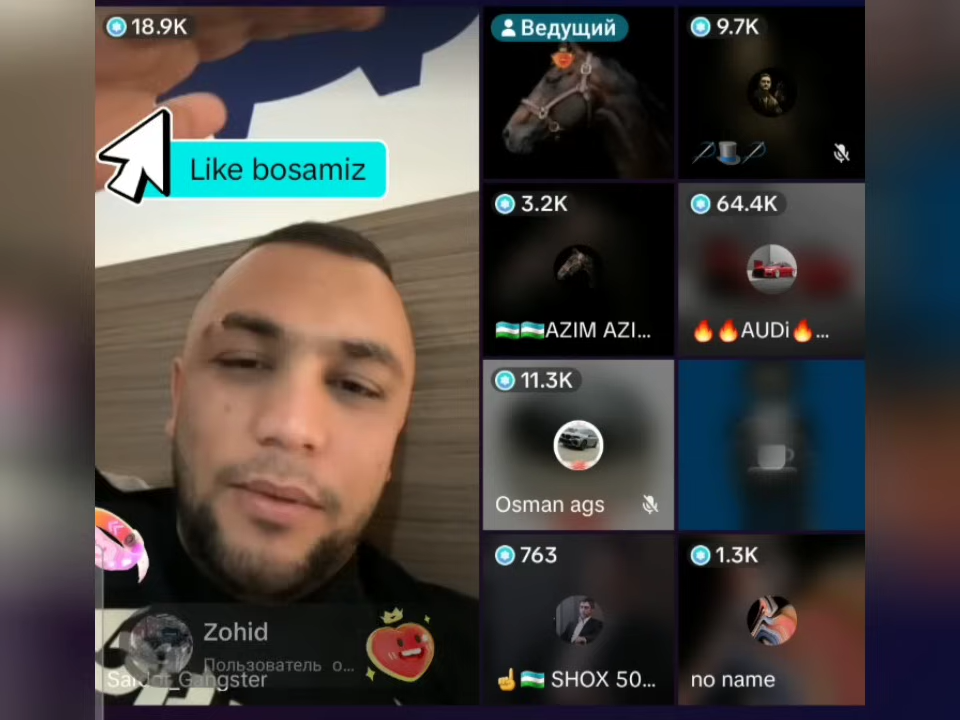 18.9K
Like bosamiz
Zohid
Пользователь о...
Ведущий
9.7K
3.2K
AZIM AZI...
64.4K
AUDi
...
11.3K
Osman ags
763
SHOX 50...
1.3K
no name